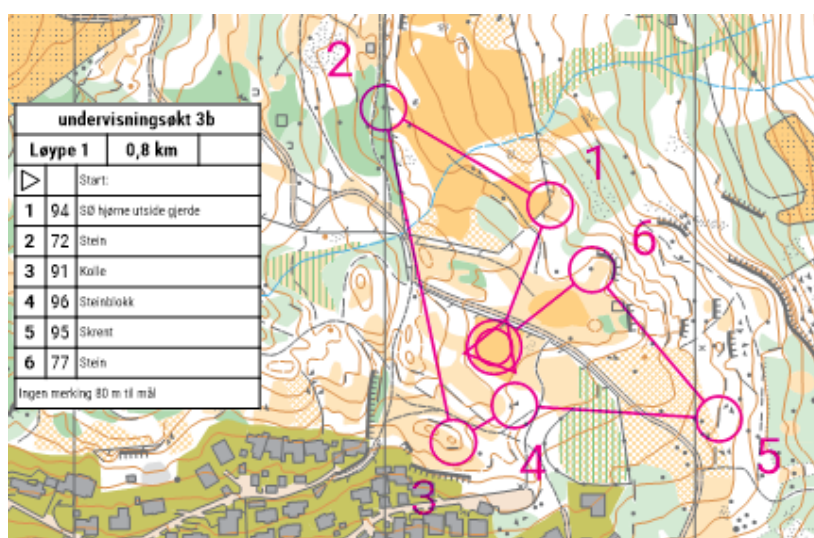 undervisningsøkt 3b
Løype 1 0,8 km
Start:
1 94 SØ hjørne utside gjerde
2 72 Stein
3 91 Kolle
4 96 Steinblokk
5 95 Skrent
6 77 Stein
Ingen merking 80 m til mål
2
1
6
4
5
3